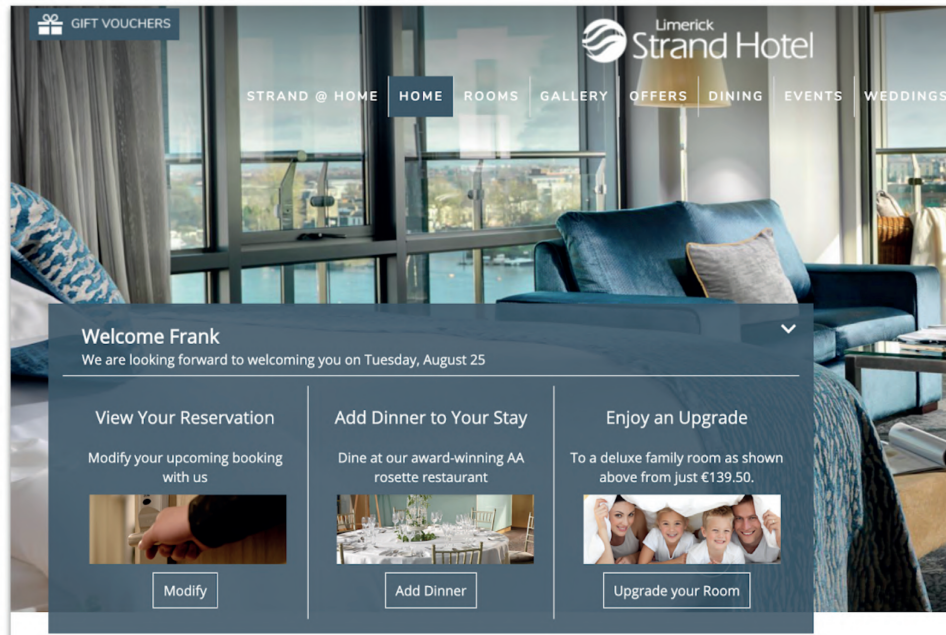 GIFT VOUCHERS
Limerick
Strand Hotel
STRAND @ HOME HOME ROOMS GALLERY OFFERS DINING EVENTS WEDDINGS
Welcome Frank
We are looking forward to welcoming you on Tuesday, August 25
View Your Reservation
Modify your upcoming booking
with us
Modify
Add Dinner to Your Stay
Dine at our award-winning AA
rosette restaurant
Add Dinner
Enjoy an Upgrade
To a deluxe family room as shown
above from just €139.50.
Upgrade your Room